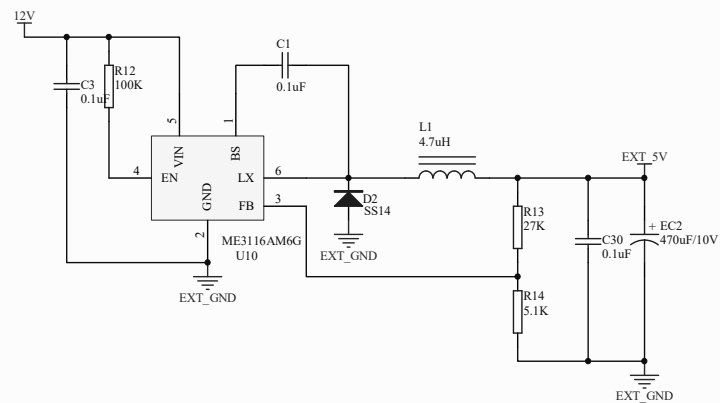 12V
C1
0.1uF
C3
0.1uF
R12
100K
5
1
VIN
BS
4
EN
LX
6
GND
FB
3
2
ME3116AM6G
U10
EXT_GND
D2
SS14
EXT_GND
L1
4.7uH
EXT_5V
R13
27K
C30
0.1uF
+ EC2
470uF/10V
R14
5.1K
EXT_GND